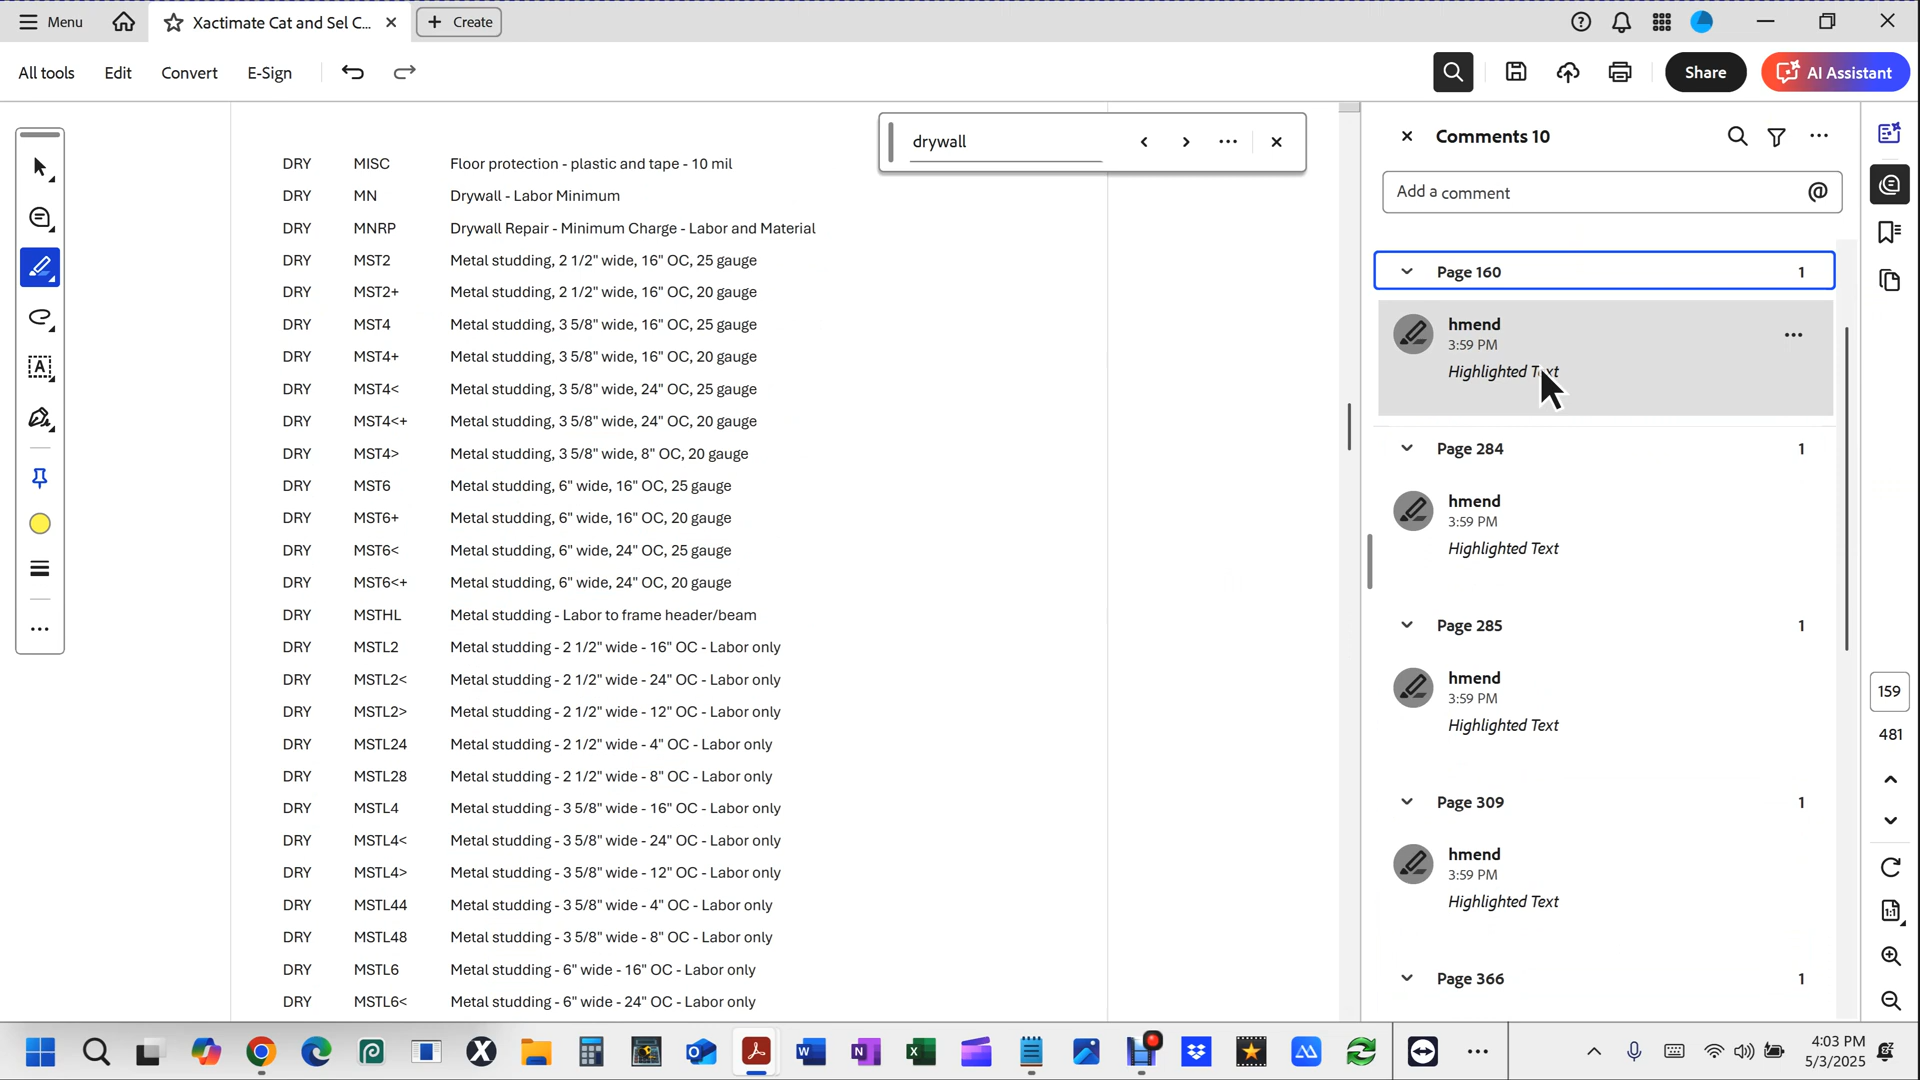 Menu
Xactimate Cat and Sel C...
Create
All tools
Edit
Convert
E-Sign
Share
AI Assistant
drywall
DRY MISC Floor protection - plastic and tape - 10 mil
DRY MN Drywall - Labor Minimum
DRY MNRP Drywall Repair - Minimum Charge - Labor and Material
DRY MST2 Metal studding, 2 1/2" wide, 16" OC, 25 gauge
DRY MST2+ Metal studding, 2 1/2" wide, 16" OC, 20 gauge
DRY MST4 Metal studding, 3 5/8" wide, 16" OC, 25 gauge
DRY MST4+ Metal studding, 3 5/8" wide, 16" OC, 20 gauge
DRY MST4< Metal studding, 3 5/8" wide, 24" OC, 25 gauge
DRY MST4<+ Metal studding, 3 5/8" wide, 24" OC, 20 gauge
DRY MST4> Metal studding, 3 5/8" wide, 8" OC, 20 gauge
DRY MST6 Metal studding, 6" wide, 16" OC, 25 gauge
DRY MST6+ Metal studding, 6" wide, 16" OC, 20 gauge
DRY MST6< Metal studding, 6" wide, 24" OC, 25 gauge
DRY MST6<+ Metal studding, 6" wide, 24" OC, 20 gauge
DRY MSTHL Metal studding - Labor to frame header/beam
DRY MSTL2 Metal studding - 2 1/2" wide - 16" OC - Labor only
DRY MSTL2< Metal studding - 2 1/2" wide - 24" OC - Labor only
DRY MSTL2> Metal studding - 2 1/2" wide - 12" OC - Labor only
DRY MSTL24 Metal studding - 2 1/2" wide - 4" OC - Labor only
DRY MSTL28 Metal studding - 2 1/2" wide - 8" OC - Labor only
DRY MSTL4 Metal studding - 3 5/8" wide - 16" OC - Labor only
DRY MSTL4< Metal studding - 3 5/8" wide - 24" OC - Labor only
DRY MSTL4> Metal studding - 3 5/8" wide - 12" OC - Labor only
DRY MSTL44 Metal studding - 3 5/8" wide - 4" OC - Labor only
DRY MSTL48 Metal studding - 3 5/8" wide - 8" OC - Labor only
DRY MSTL6 Metal studding - 6" wide - 16" OC - Labor only
DRY MSTL6< Metal studding - 6" wide - 24" OC - Labor only
Comments 10
Add a comment
Page 160 1
hmend
3:59 PM
Highlighted Text
Page 284 1
hmend
3:59 PM
Highlighted Text
Page 285 1
hmend
3:59 PM
Highlighted Text
Page 309 1
hmend
3:59 PM
Highlighted Text
Page 366 1
159
481
4:03 PM
5/3/2025